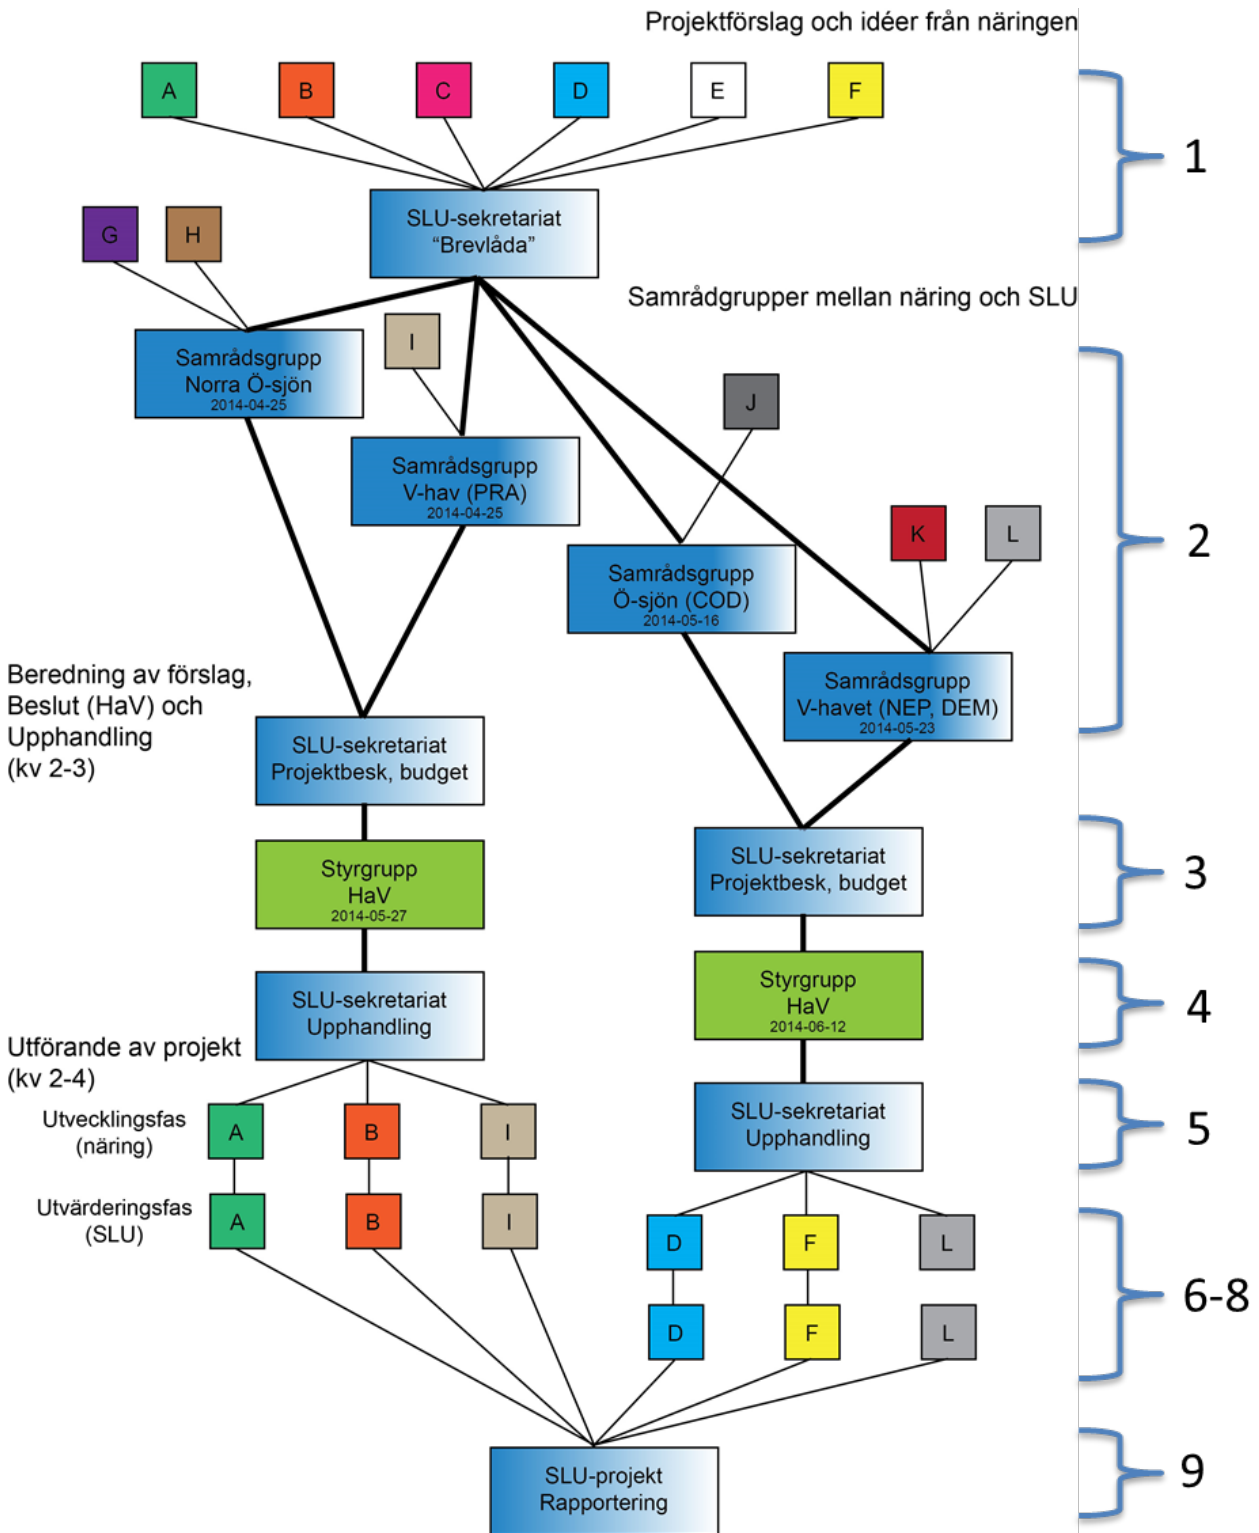 Projektförslag och idéer från näringen
A
B
C
D
E
F
1
SLU-sekretariat
“Brevlåda”
G
H
Samrådgrupper mellan näring och SLU
I
Samrådsgrupp
Norra Ö-sjön
2014-04-25
J
Samrådsgrupp
V-hav (PRA)
2014-04-25
K
L
2
Samrådsgrupp
Ö-sjön (COD)
2014-05-16
Samrådsgrupp
V-havet (NEP, DEM)
2014-05-23
Beredning av förslag,
Beslut (HaV) och
Upphandling
(kv 2-3)
SLU-sekretariat
Projektbesk, budget
SLU-sekretariat
Projektbesk, budget
3
Styrgrupp
HaV
2014-05-27
Styrgrupp
HaV
2014-06-12
4
SLU-sekretariat
Upphandling
Utförande av projekt
(kv 2-4)
SLU-sekretariat
Upphandling
5
Utvecklingsfas
(näring)
A
B
I
Utvärderingsfas
(SLU)
A
B
I
D
F
L
6-8
D
F
L
9
SLU-projekt
Rapportering